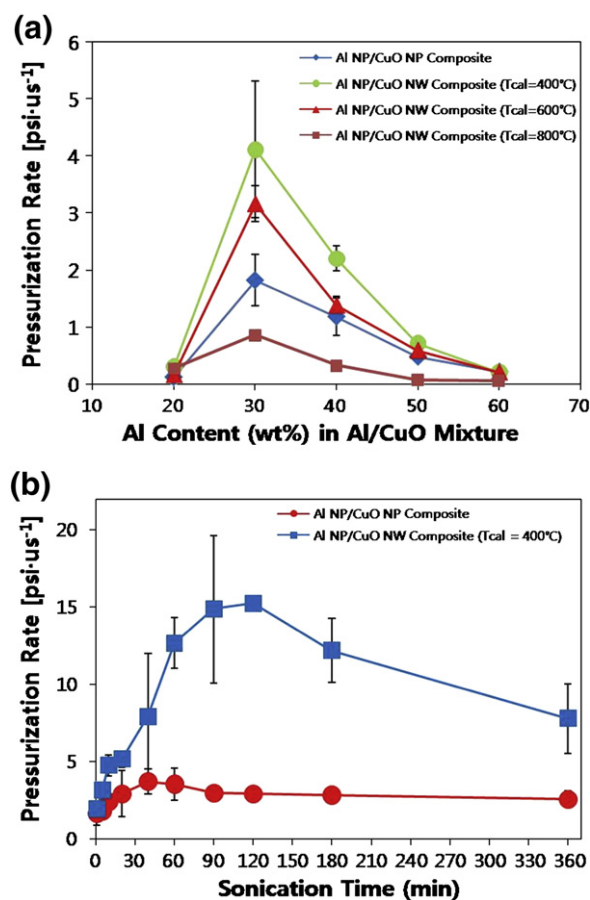 (a)
6
5
4
3
2
1
0
Pressurization Rate [psi·us⁻¹]
Al NP/CuO NP Composite
Al NP/CuO NW Composite (Tcal=400°C)
Al NP/CuO NW Composite (Tcal=600°C)
Al NP/CuO NW Composite (Tcal=800°C)
10 20 30 40 50 60 70
Al Content (wt%) in Al/CuO Mixture
(b)
20
15
10
5
0
Pressurization Rate [psi·us⁻¹]
Al NP/CuO NP Composite
Al NP/CuO NW Composite (Tcal = 400°C)
0 30 60 90 120 150 180 210 240 270 300 330 360
Sonication Time (min)